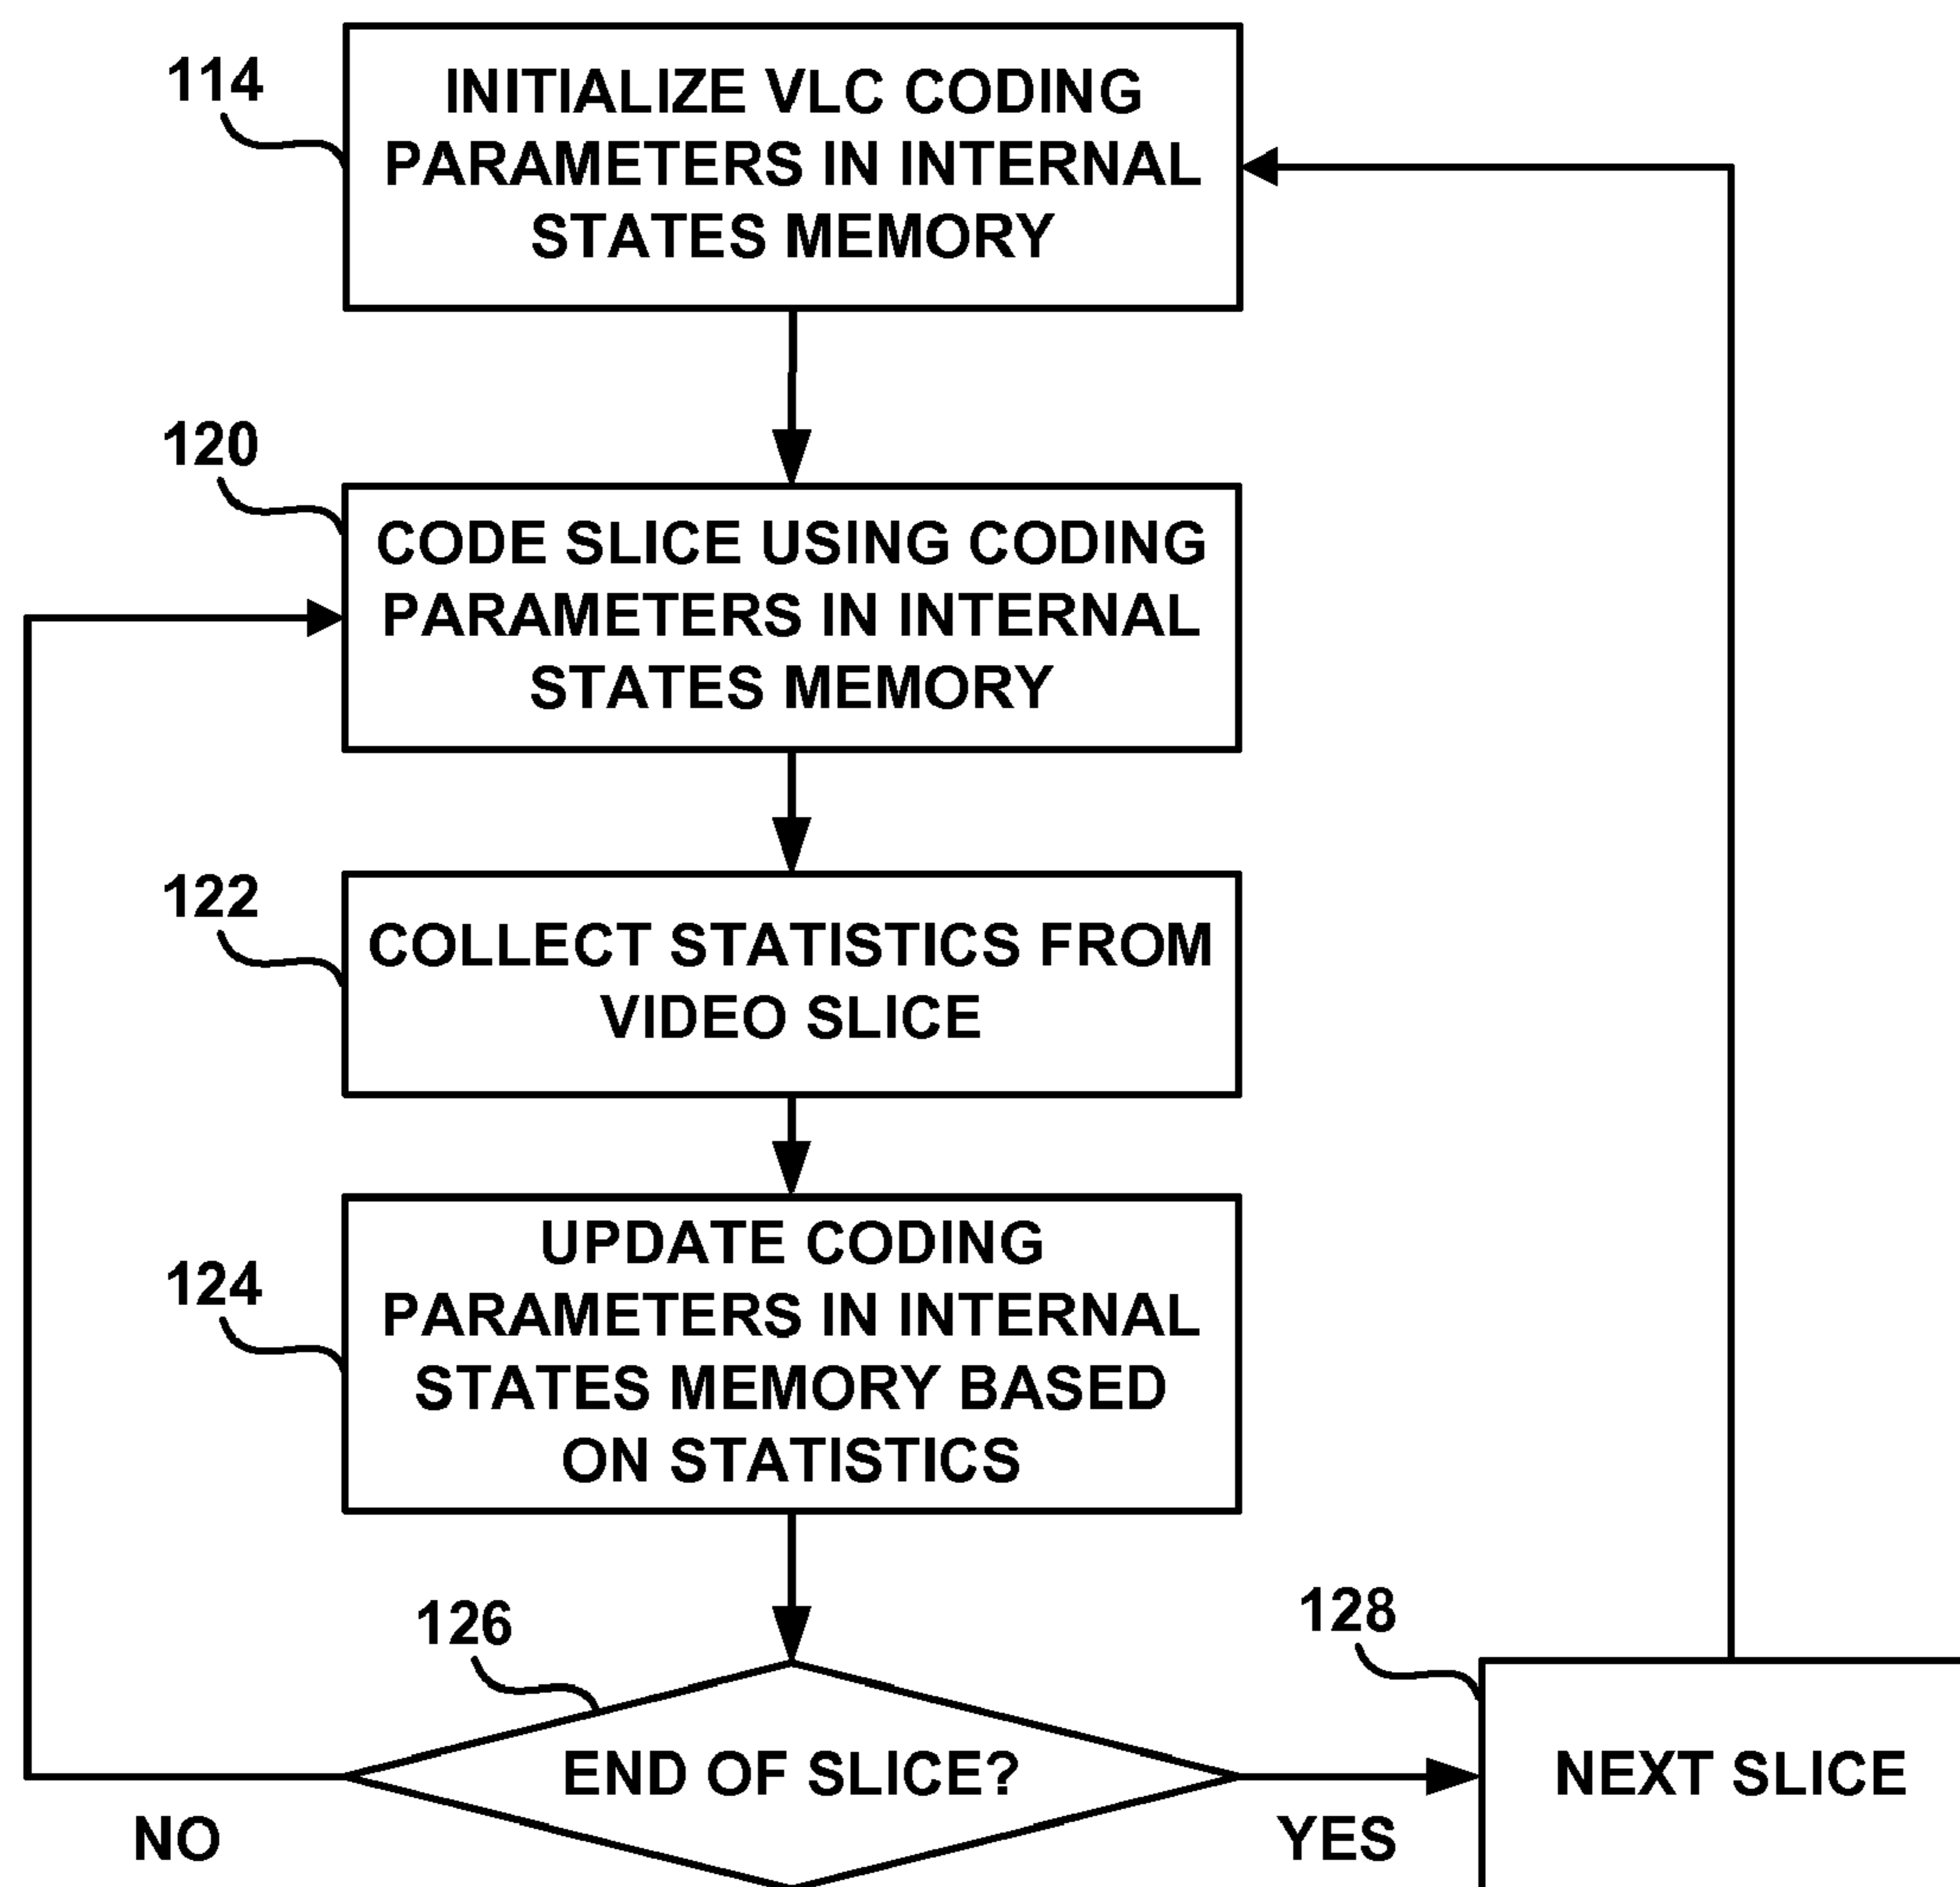 114
INITIALIZE VLC CODING
PARAMETERS IN INTERNAL
STATES MEMORY
120
CODE SLICE USING CODING
PARAMETERS IN INTERNAL
STATES MEMORY
122
COLLECT STATISTICS FROM
VIDEO SLICE
124
UPDATE CODING
PARAMETERS IN INTERNAL
STATES MEMORY BASED
ON STATISTICS
126
END OF SLICE?
NO
YES
128
NEXT SLICE